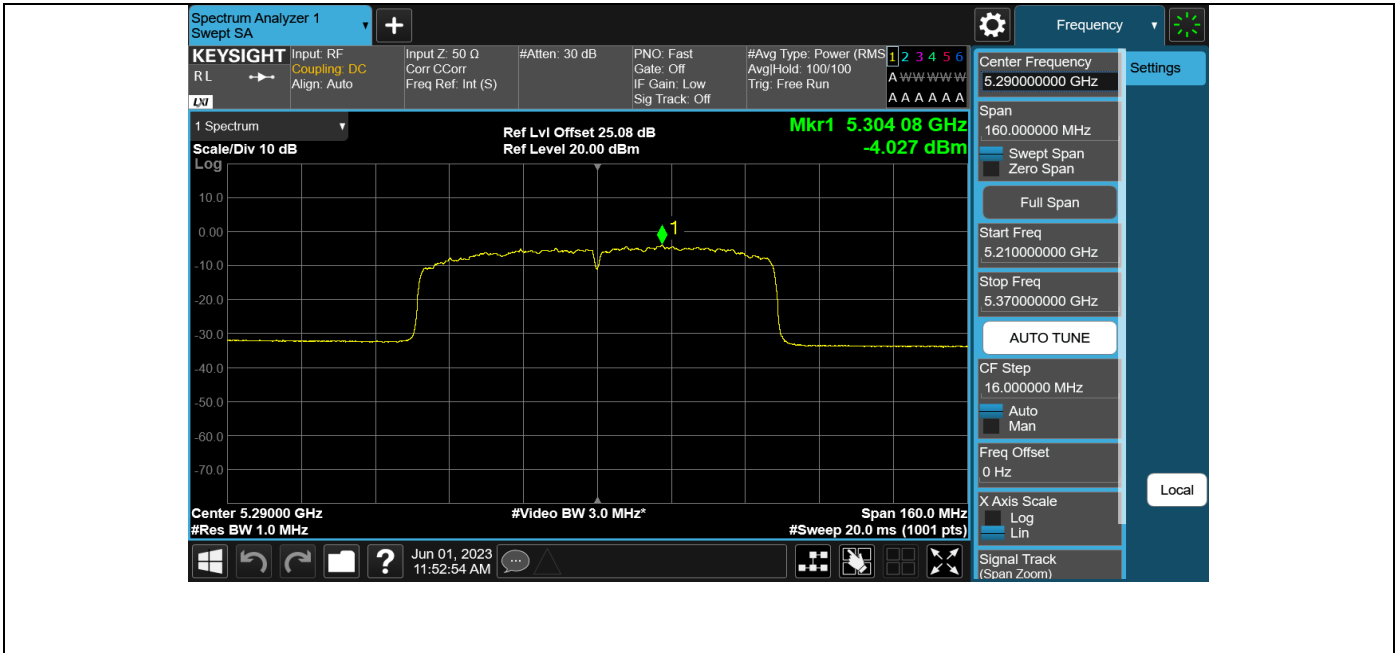 Spectrum Analyzer 1
Swept SA
+
Frequency
KEYSIGHT
R L
LXI
Input: RF
Coupling: DC
Align: Auto
Input Z: 50 Ω
Corr CCorr
Freq Ref: Int (S)
#Atten: 30 dB
PNO: Fast
Gate: Off
IF Gain: Low
Sig Track: Off
#Avg Type: Power (RMS
Avg|Hold: 100/100
Trig: Free Run
1 2 3 4 5 6
A W W W W W
A A A A A A
1 Spectrum
Scale/Div 10 dB
Ref Lvl Offset 25.08 dB
Ref Level 20.00 dBm
Mkr1 5.304 08 GHz
-4.027 dBm
Log
10.0
0.00
-10.0
-20.0
-30.0
-40.0
-50.0
-60.0
-70.0
1
Center 5.29000 GHz
#Res BW 1.0 MHz
#Video BW 3.0 MHz*
Span 160.0 MHz
#Sweep 20.0 ms (1001 pts)
Center Frequency
5.290000000 GHz
Span
160.000000 MHz
Swept Span
Zero Span
Full Span
Start Freq
5.210000000 GHz
Stop Freq
5.370000000 GHz
AUTO TUNE
CF Step
16.000000 MHz
Auto
Man
Freq Offset
0 Hz
X Axis Scale
Log
Lin
Signal Track
(Span Zoom)
Settings
Local
?
Jun 01, 2023
11:52:54 AM